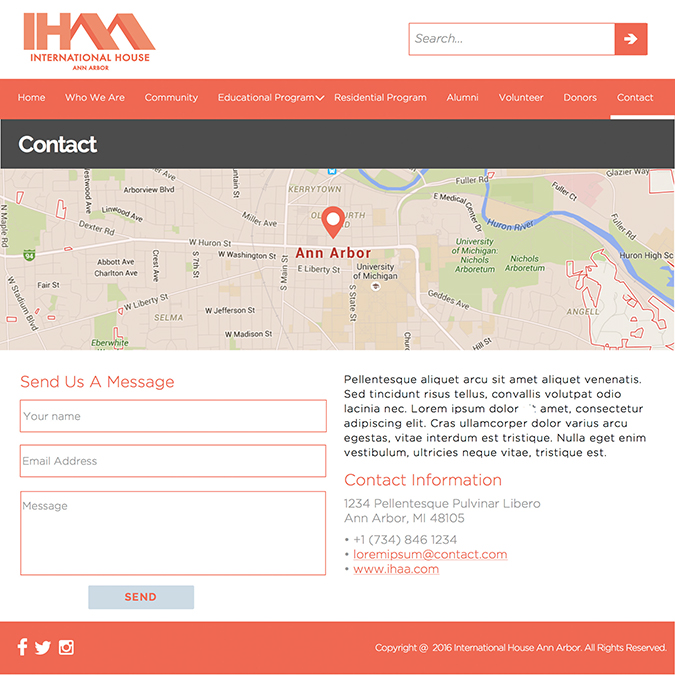 IHAA
INTERNATIONAL HOUSE
ANN ARBOR
Search...
Home Who We Are Community Educational Program Residential Program Alumni Volunteer Donors Contact
Contact
Westwood Ave
Arborview Blvd
Linwood Ave
Dexter Rd
N Maple Rd
94
Abbott Ave
Charlton Ave
Crest Ave
Fair St
W Stadium Blvd
Eberwhite
W Liberty St
SELMA
S 7th St
W Huron St
W Washington St
W Jefferson St
W Madison St
Miller Ave
KERRYTOWN
Ann Arbor
S Main St
E Liberty St
S State St
University
of Michigan
E Medical Center Dr
Fuller Rd
Fuller Ct
Fuller Rd
Glazier Way
Huron River
University
of Michigan:
Nichols
Arboretum
Nichols
Arboretum
Huron High Sc
Geddes Ave
ANGELL
Hill St
Send Us A Message
Your name
Email Address
Message
SEND
Pellentesque aliquet arcu sit amet aliquet venenatis.
Sed tincidunt risus tellus, convallis volutpat odio
lacinia nec. Lorem ipsum dolor amet, consectetur
adipiscing elit. Cras ullamcorper dolor varius arcu
egestas, vitae interdum est tristique. Nulla eget enim
vestibulum, ultricies neque vitae, tristique est.
Contact Information
1234 Pellentesque Pulvinar Libero
Ann Arbor, MI 48105
• +1 (734) 846 1234
• loremipsum@contact.com
• www.ihaa.com
Copyright @ 2016 International House Ann Arbor. All Rights Reserved.